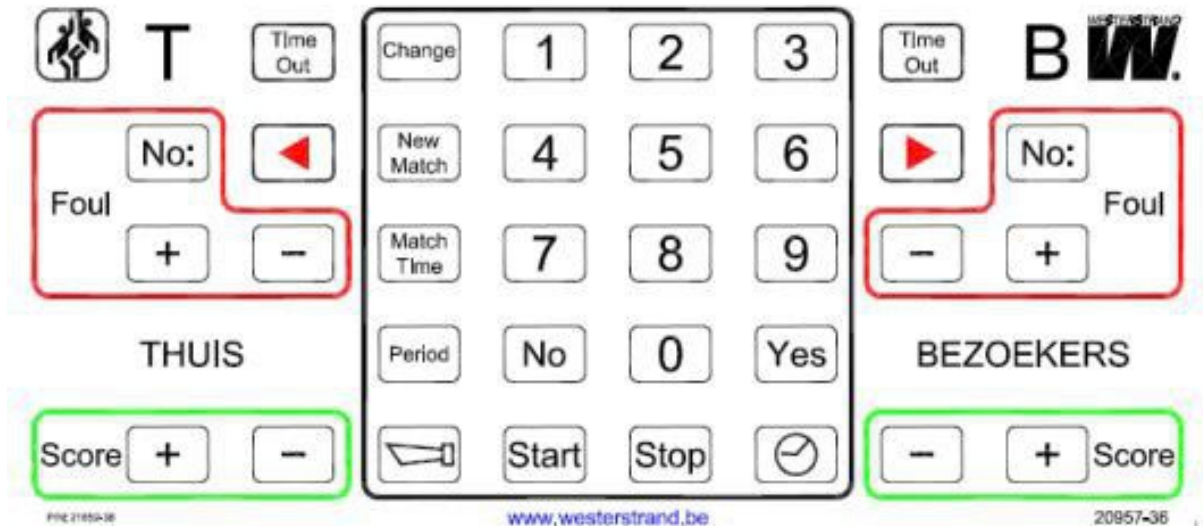 T
Time Out
Change
1
2
3
Time Out
B
WESTERSTRAND
W.
Foul
No:
New Match
4
5
6
No:
Foul
+
-
Match Time
7
8
9
-
+
THUIS
Period
No
0
Yes
BEZOEKERS
Score
+
-
Start
Stop
-
+
Score
www.westerstrand.be
20957-36